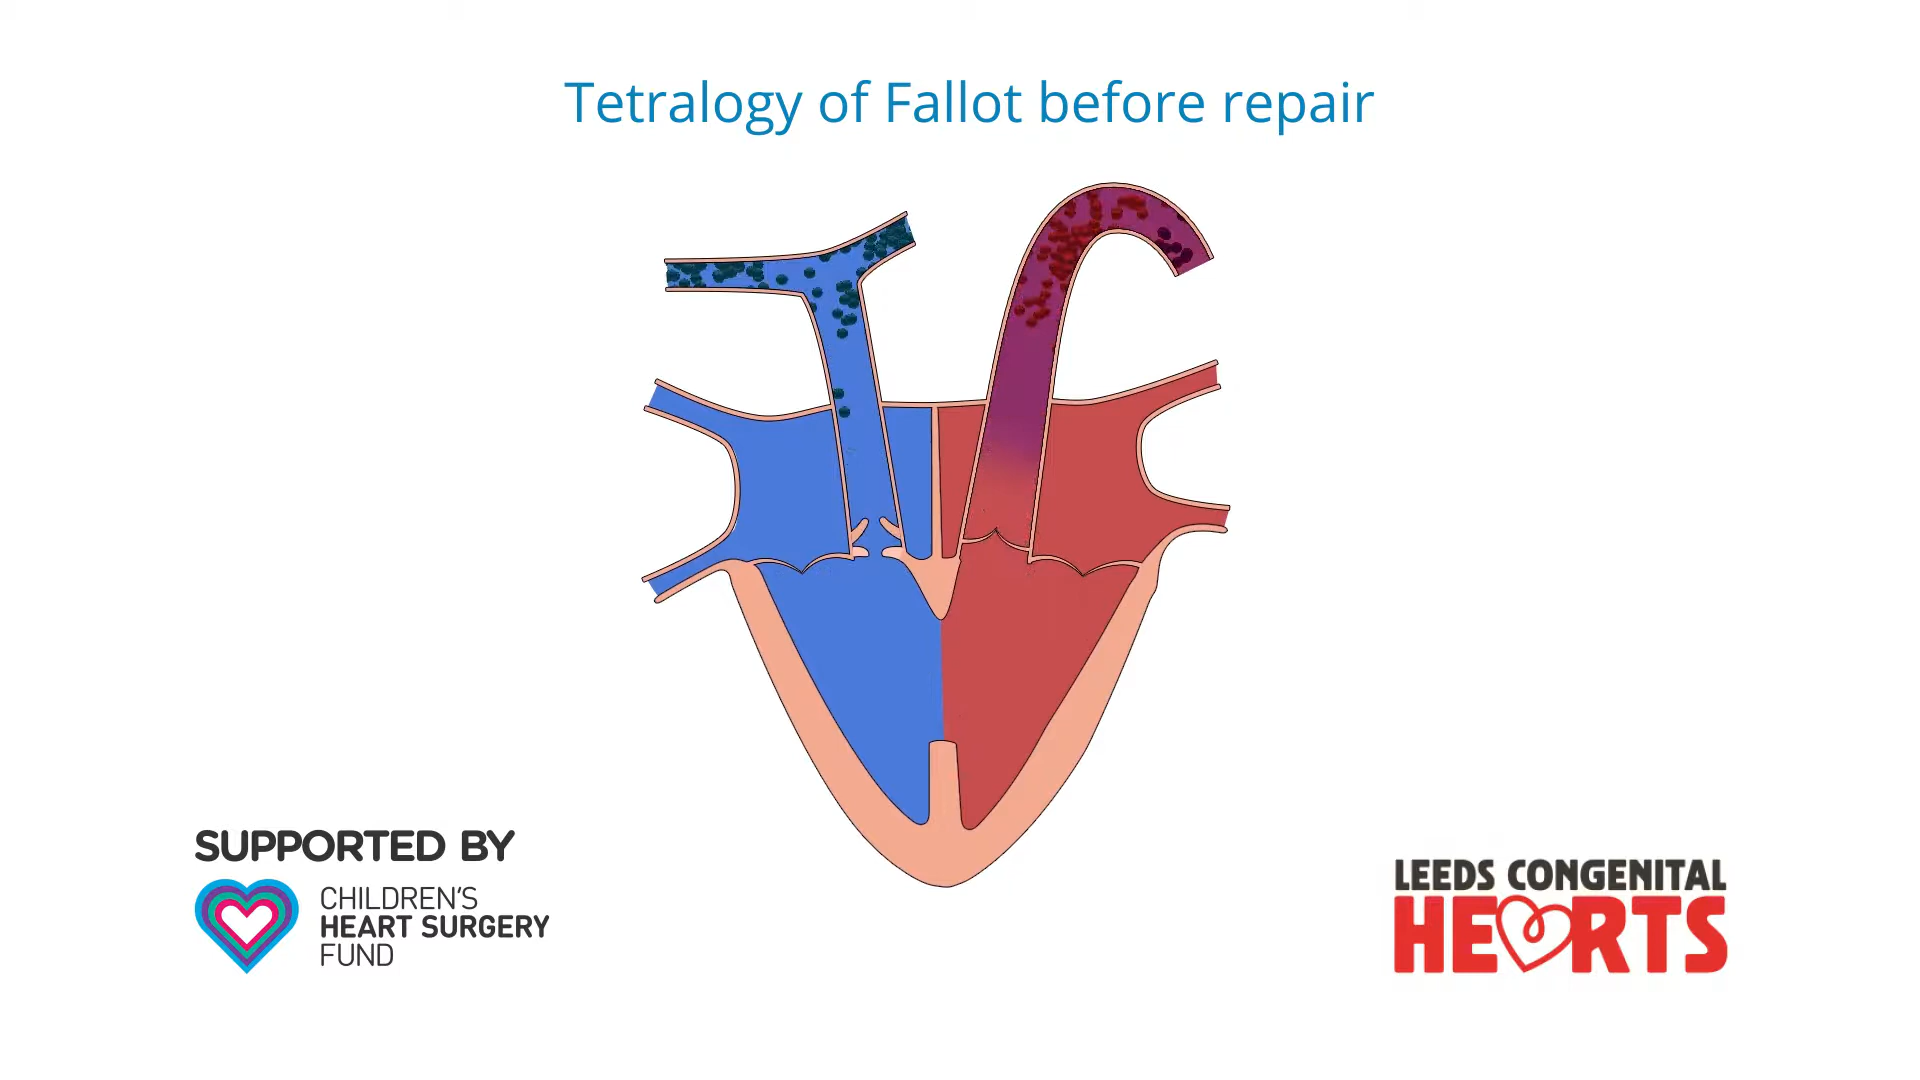 Tetralogy of Fallot before repair
SUPPORTED BY
CHILDREN'S
HEART SURGERY
FUND
LEEDS CONGENITAL
HEARTS